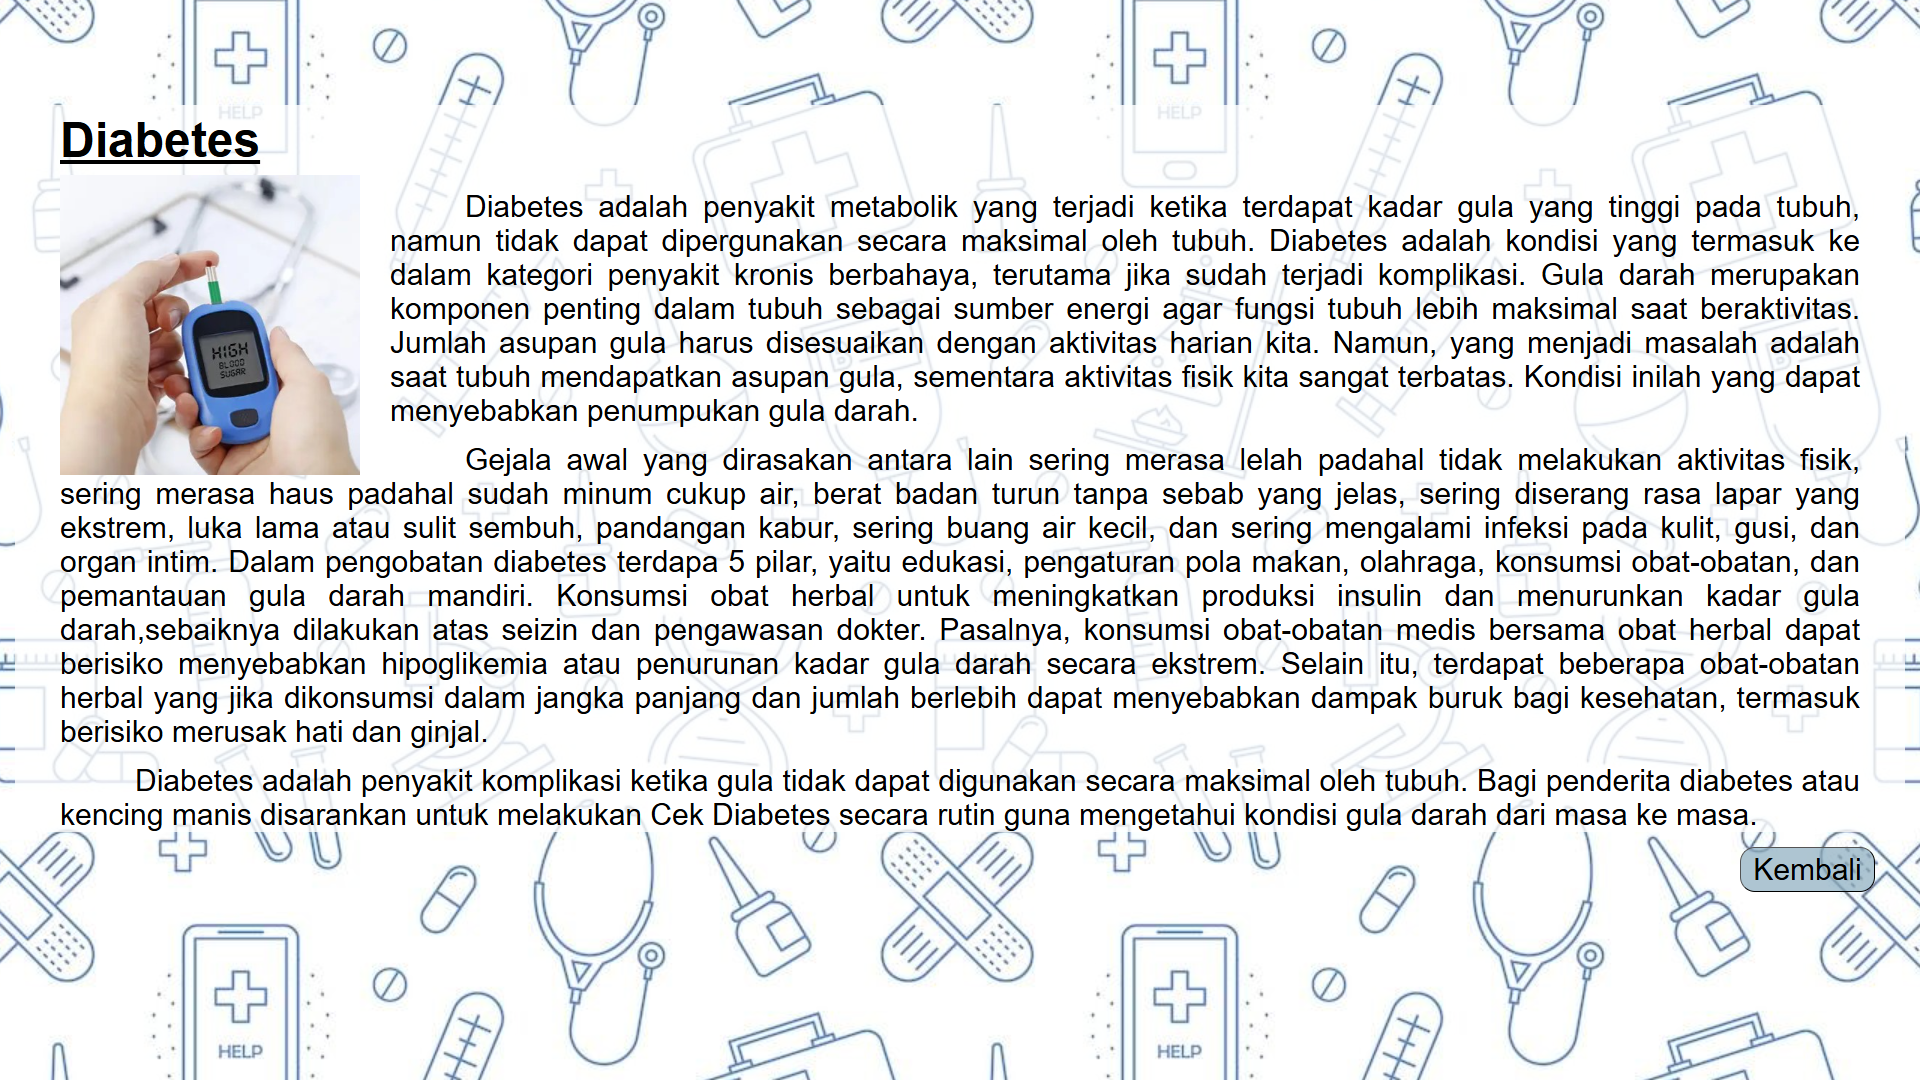 HELP
HELP
Diabetes
HIGH
BLOOD
SUGAR
Diabetes adalah penyakit metabolik yang terjadi ketika terdapat kadar gula yang tinggi pada tubuh,
namun tidak dapat dipergunakan secara maksimal oleh tubuh. Diabetes adalah kondisi yang termasuk ke
dalam kategori penyakit kronis berbahaya, terutama jika sudah terjadi komplikasi. Gula darah merupakan
komponen penting dalam tubuh sebagai sumber energi agar fungsi tubuh lebih maksimal saat beraktivitas.
Jumlah asupan gula harus disesuaikan dengan aktivitas harian kita. Namun, yang menjadi masalah adalah
saat tubuh mendapatkan asupan gula, sementara aktivitas fisik kita sangat terbatas. Kondisi inilah yang dapat
menyebabkan penumpukan gula darah.
Gejala awal yang dirasakan antara lain sering merasa lelah padahal tidak melakukan aktivitas fisik,
sering merasa haus padahal sudah minum cukup air, berat badan turun tanpa sebab yang jelas, sering diserang rasa lapar yang
ekstrem, luka lama atau sulit sembuh, pandangan kabur, sering buang air kecil, dan sering mengalami infeksi pada kulit, gusi, dan
organ intim. Dalam pengobatan diabetes terdapa 5 pilar, yaitu edukasi, pengaturan pola makan, olahraga, konsumsi obat-obatan, dan
pemantauan gula darah mandiri. Konsumsi obat herbal untuk meningkatkan produksi insulin dan menurunkan kadar gula
darah,sebaiknya dilakukan atas seizin dan pengawasan dokter. Pasalnya, konsumsi obat-obatan medis bersama obat herbal dapat
berisiko menyebabkan hipoglikemia atau penurunan kadar gula darah secara ekstrem. Selain itu, terdapat beberapa obat-obatan
herbal yang jika dikonsumsi dalam jangka panjang dan jumlah berlebih dapat menyebabkan dampak buruk bagi kesehatan, termasuk
berisiko merusak hati dan ginjal.
Diabetes adalah penyakit komplikasi ketika gula tidak dapat digunakan secara maksimal oleh tubuh. Bagi penderita diabetes atau
kencing manis disarankan untuk melakukan Cek Diabetes secara rutin guna mengetahui kondisi gula darah dari masa ke masa.
Kembali
HELP
HELP